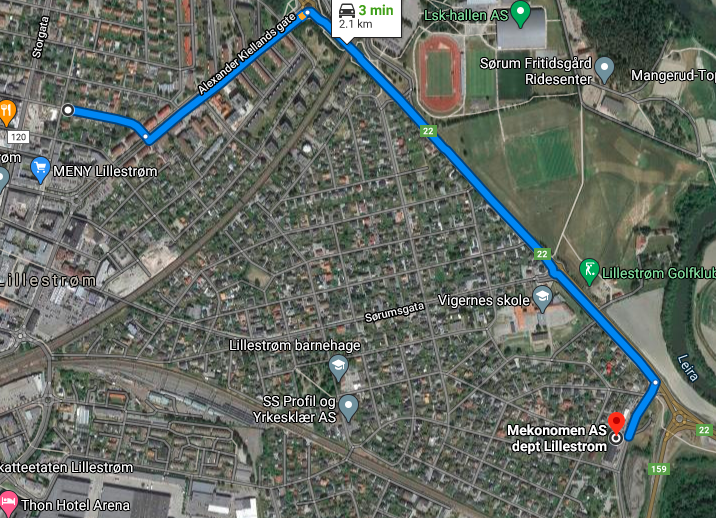 3 min
2.1 km
Lsk-hallen AS
Storgata
Alexander Kiellands gate
Sørum Fritidsgård
Ridesenter
Mangerud-Top
120
22
røm
MENY Lillestrøm
Lillestrøm
22
Lillestrøm Golfklub
Vigernes skole
Sørumsgata
Lillestrøm barnehage
Leira
SS Profil og
Yrkesklær AS
Mekonomen AS
dept Lillestrom
22
159
katteetaten Lillestrøm
Thon Hotel Arena